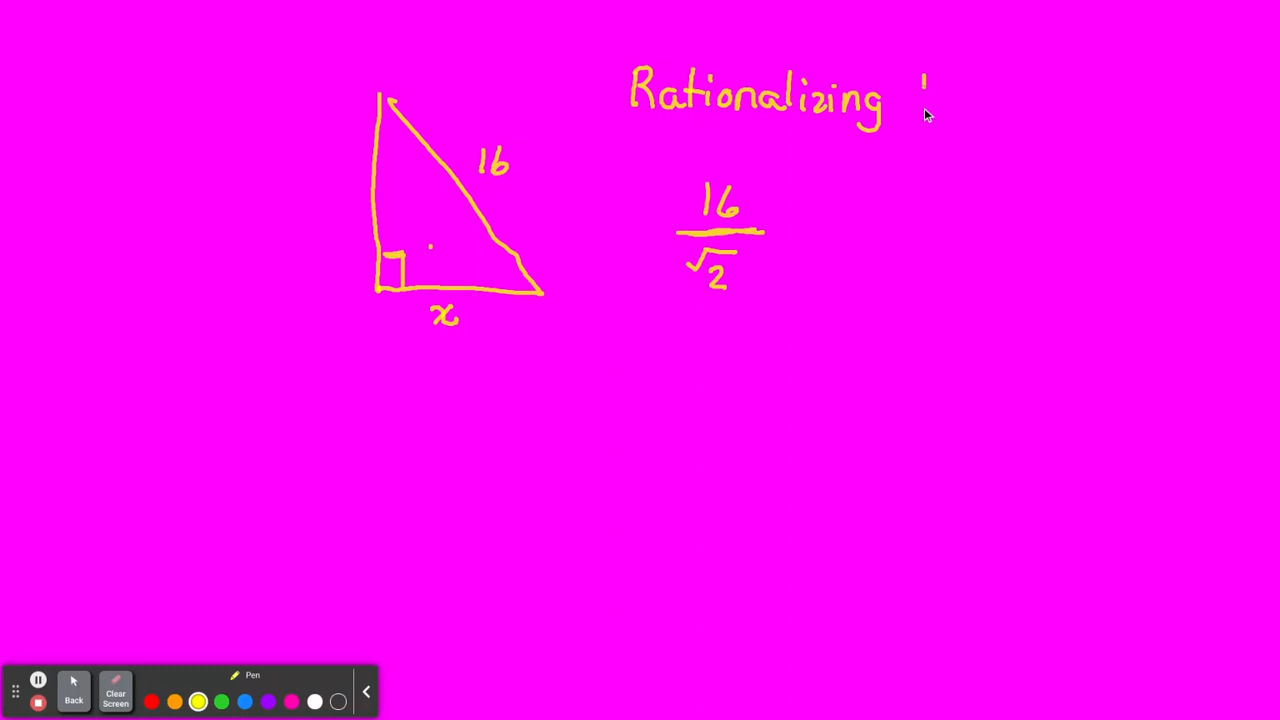 Rationalizing
16
16
√2
x
Pen
Back
Clear
Screen